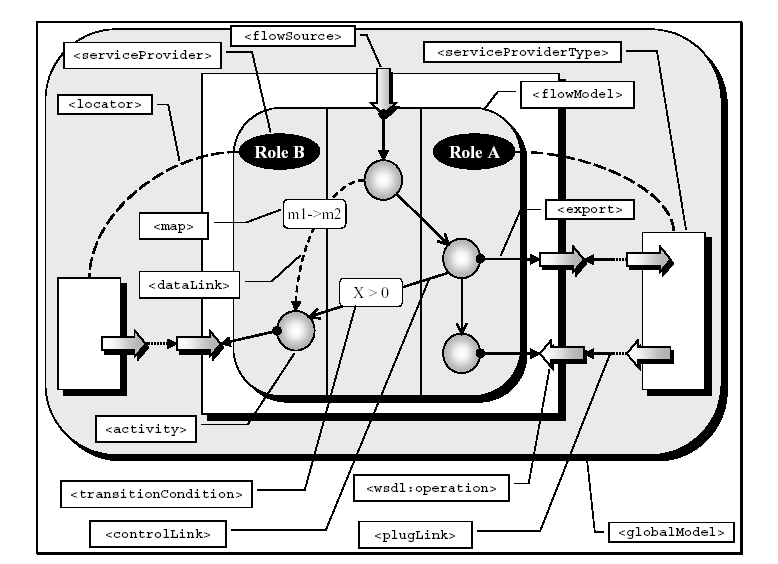 <flowSource>
<serviceProvider>
<serviceProviderType>
<locator>
<flowModel>
Role B
Role A
<map>
m1->m2
<export>
<dataLink>
X > 0
<activity>
<transitionCondition>
<wsdl:operation>
<controlLink>
<plugLink>
<globalModel>